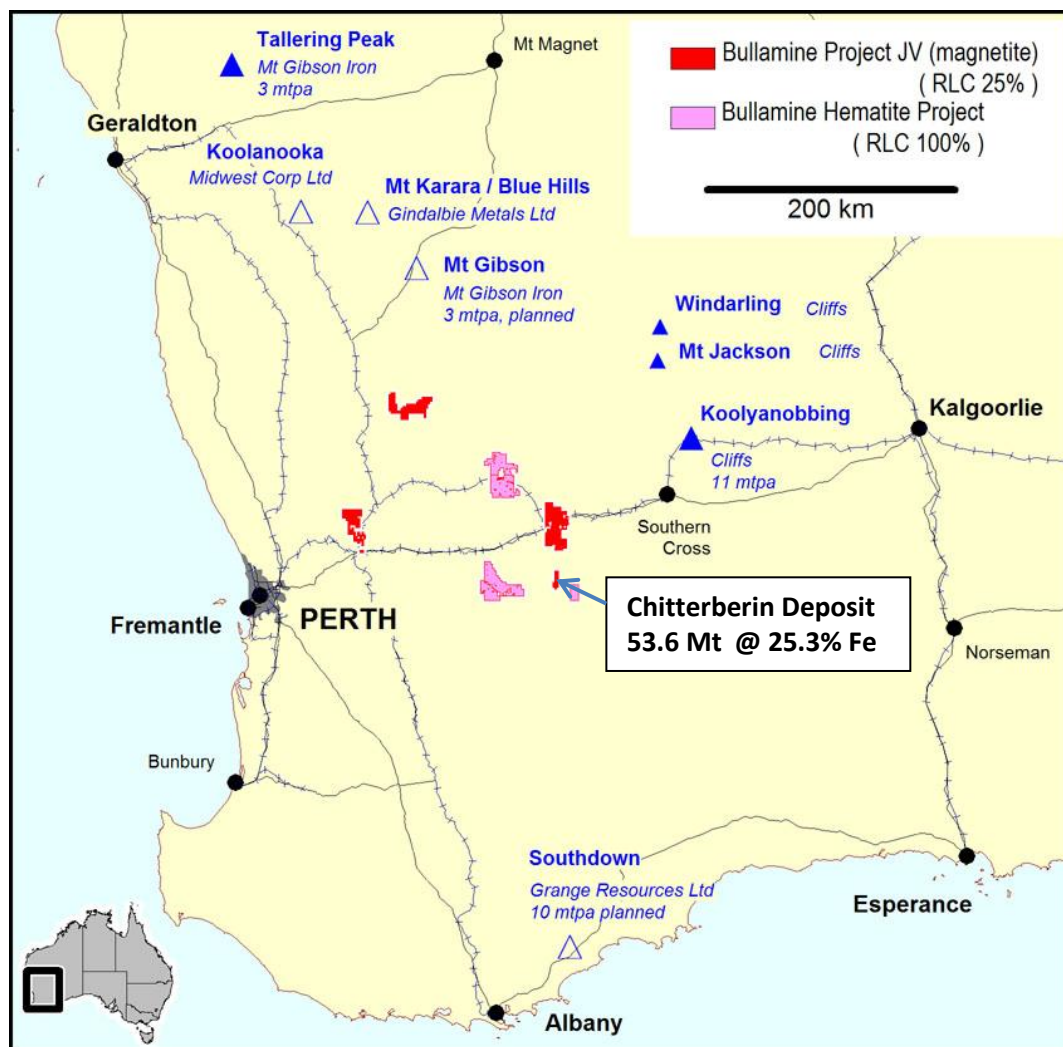 Tallering Peak
Mt Gibson Iron
3 mtpa
Mt Magnet
Bullamine Project JV (magnetite)
( RLC 25% )
Bullamine Hematite Project
( RLC 100% )
200 km
Geraldton
Koolanooka
Midwest Corp Ltd
Mt Karara / Blue Hills
Gindalbie Metals Ltd
Mt Gibson
Mt Gibson Iron
3 mtpa, planned
Windarling Cliffs
Mt Jackson Cliffs
Koolyanobbing
Cliffs
11 mtpa
Kalgoorlie
Southern
Cross
Chitterberin Deposit
53.6 Mt @ 25.3% Fe
PERTH
Fremantle
Norseman
Bunbury
Southdown
Grange Resources Ltd
10 mtpa planned
Esperance
Albany